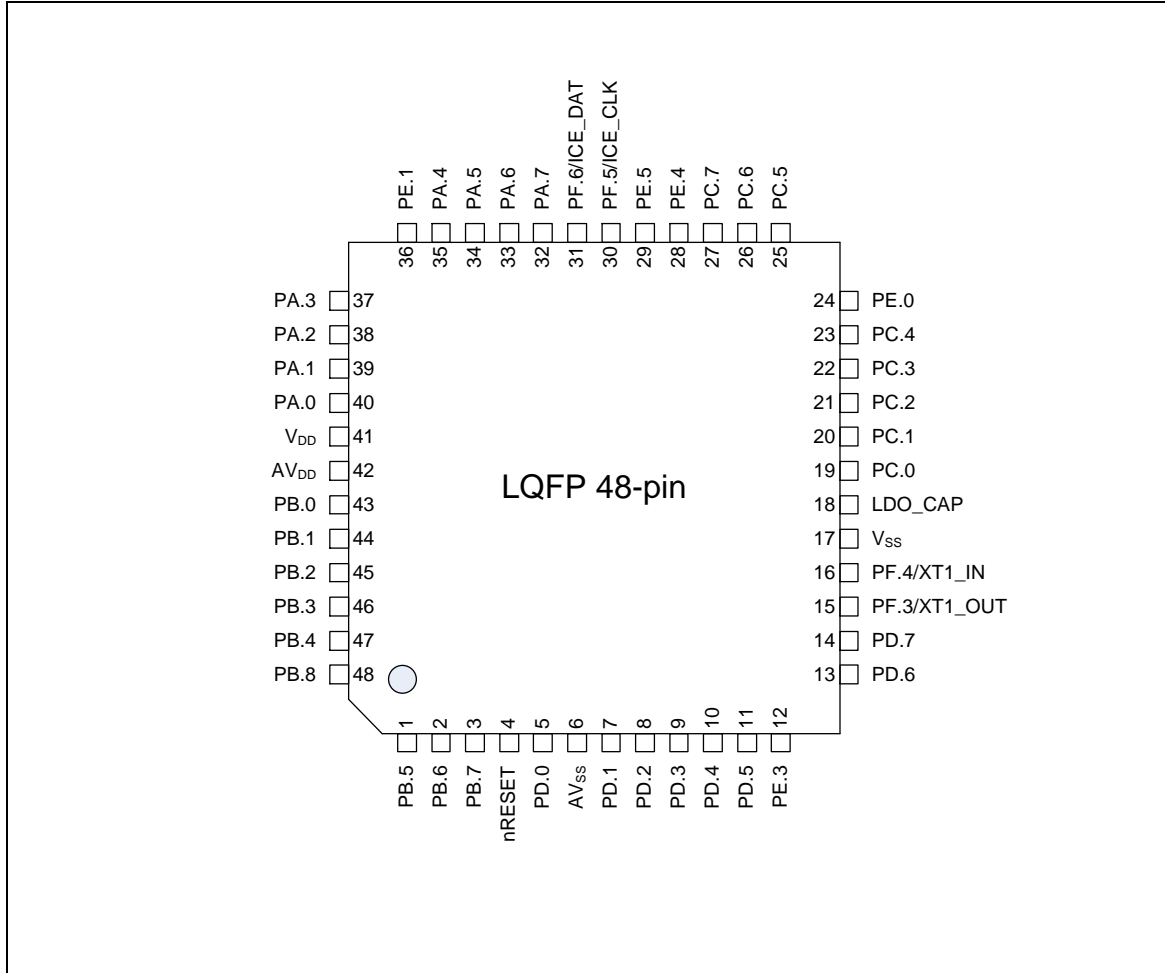 PE.1
PA.4
PA.5
PA.6
PA.7
PF.6/ICE_DAT
PF.5/ICE_CLK
PE.5
PE.4
PC.7
PC.6
PC.5
36
35
34
33
32
31
30
29
28
27
26
25
PA.3 37
PA.2 38
PA.1 39
PA.0 40
VDD 41
AVDD 42
PB.0 43
PB.1 44
PB.2 45
PB.3 46
PB.4 47
PB.8 48
LQFP 48-pin
24 PE.0
23 PC.4
22 PC.3
21 PC.2
20 PC.1
19 PC.0
18 LDO_CAP
17 VSS
16 PF.4/XT1_IN
15 PF.3/XT1_OUT
14 PD.7
13 PD.6
1
2
3
4
5
6
7
8
9
10
11
12
PB.5
PB.6
PB.7
nRESET
PD.0
AVSS
PD.1
PD.2
PD.3
PD.4
PD.5
PE.3